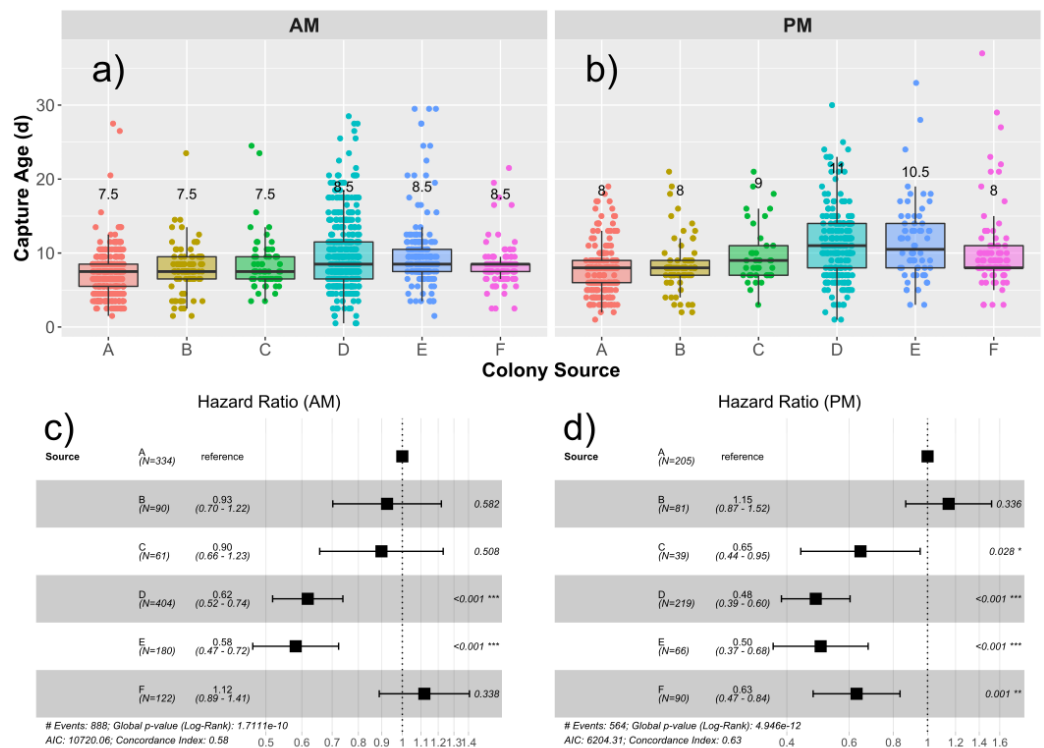 AM PM
a) b)
Capture Age (d)
30
20
10
0
7.5 7.5 7.5 8.5 8.5 8.5
8 8 9 11 10.5 8
A B C D E F A B C D E F
Colony Source
Hazard Ratio (AM)
c)
Source A reference
(N=334)
B 0.93 0.582
(N=90) (0.70 - 1.22)
C 0.90 0.508
(N=61) (0.66 - 1.23)
D 0.62 <0.001 ***
(N=404) (0.52 - 0.74)
E 0.58 <0.001 ***
(N=180) (0.47 - 0.72)
F 1.12 0.338
(N=122) (0.89 - 1.41)
# Events: 888; Global p-value (Log-Rank): 1.7111e-10
AIC: 10720.06; Concordance Index: 0.58
0.5 0.6 0.7 0.8 0.9 1 1.1 1.2 1.3 1.4
Hazard Ratio (PM)
d)
Source A reference
(N=205)
B 1.15 0.336
(N=81) (0.87 - 1.52)
C 0.65 0.028 *
(N=39) (0.44 - 0.95)
D 0.48 <0.001 ***
(N=219) (0.39 - 0.60)
E 0.50 <0.001 ***
(N=66) (0.37 - 0.68)
F 0.63 0.001 **
(N=90) (0.47 - 0.84)
# Events: 564; Global p-value (Log-Rank): 4.946e-12
AIC: 6204.31; Concordance Index: 0.63
0.4 0.6 0.8 1 1.2 1.4 1.6